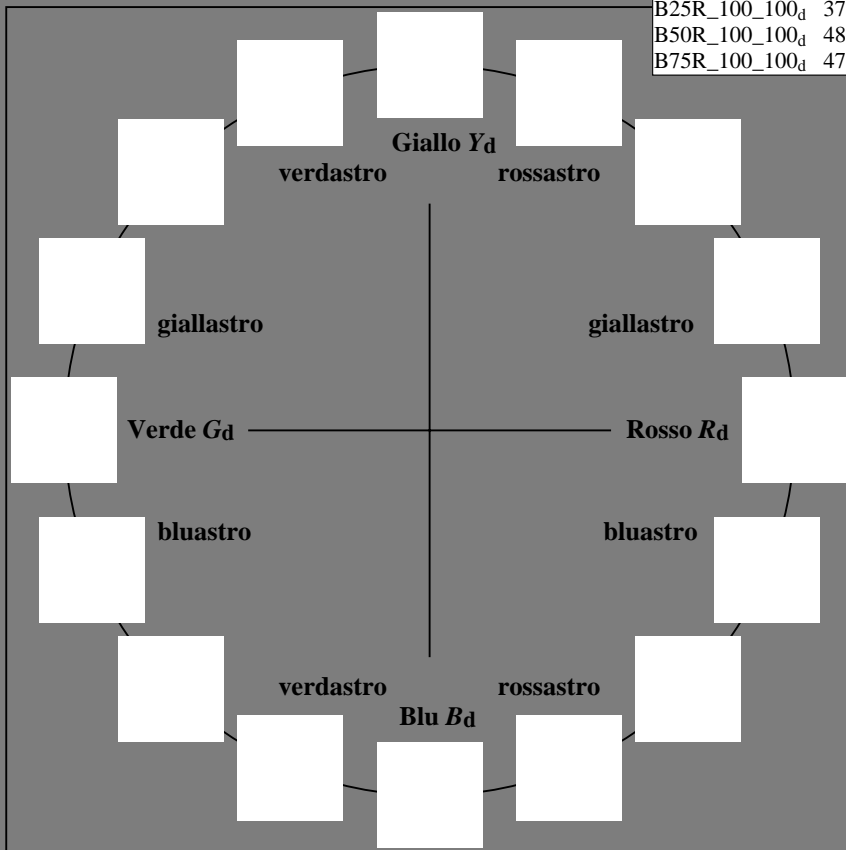 B25R_100_100d 37
B50R_100_100d 48
B75R_100_100d 47
Giallo Yd
verdastro rossastro
giallastro giallastro
Verde Gd Rosso Rd
bluastro bluastro
verdastro rossastro
Blu Bd